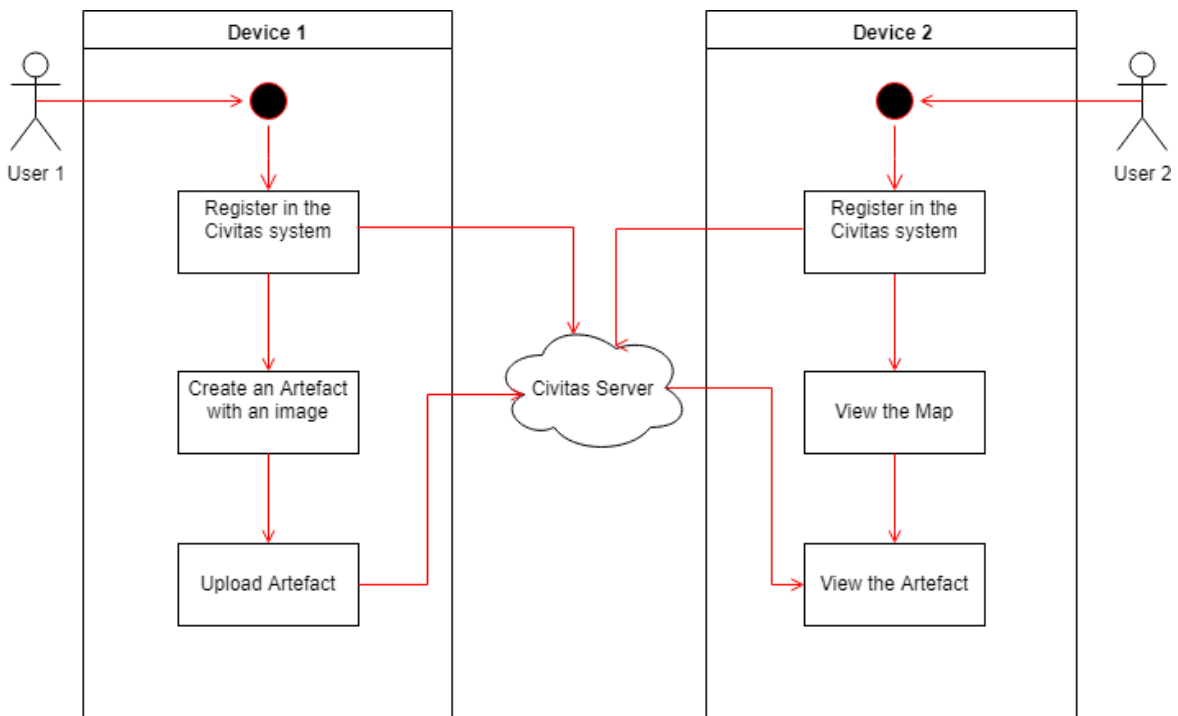 Device 1
Device 2
User 1
User 2
Register in the
Civitas system
Register in the
Civitas system
Create an Artefact
with an image
Civitas Server
View the Map
Upload Artefact
View the Artefact